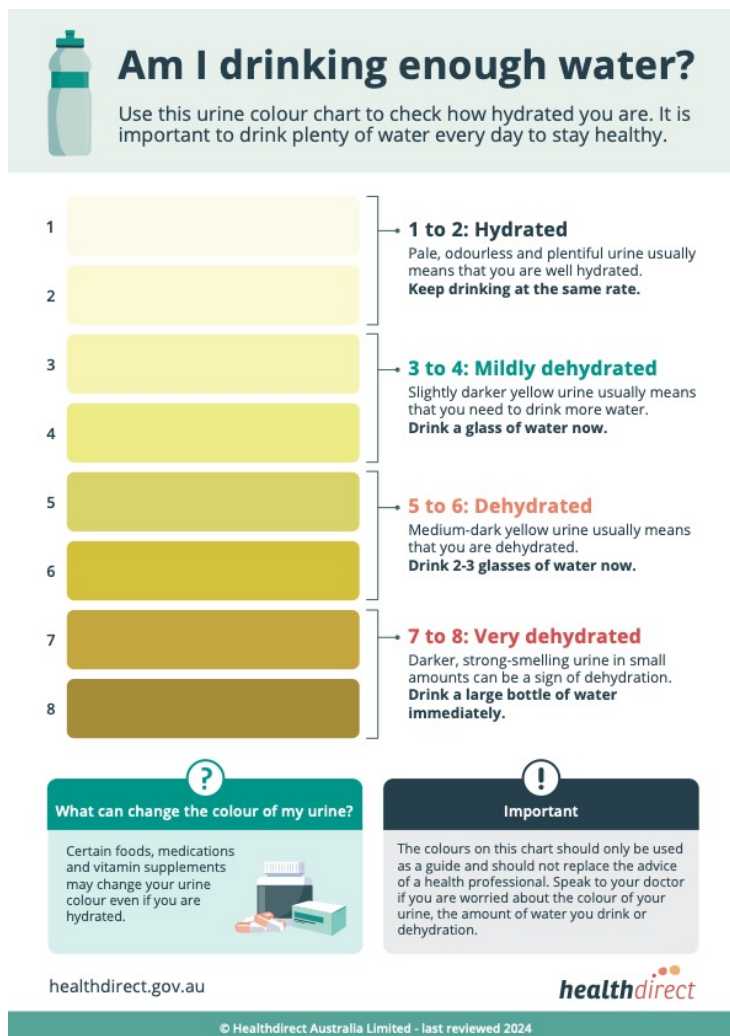 Am I drinking enough water?
Use this urine colour chart to check how hydrated you are. It is
important to drink plenty of water every day to stay healthy.
1
2
1 to 2: Hydrated
Pale, odourless and plentiful urine usually
means that you are well hydrated.
Keep drinking at the same rate.
3
4
3 to 4: Mildly dehydrated
Slightly darker yellow urine usually means
that you need to drink more water.
Drink a glass of water now.
5
6
5 to 6: Dehydrated
Medium-dark yellow urine usually means
that you are dehydrated.
Drink 2-3 glasses of water now.
7
8
7 to 8: Very dehydrated
Darker, strong-smelling urine in small
amounts can be a sign of dehydration.
Drink a large bottle of water
immediately.
?
What can change the colour of my urine?
Certain foods, medications
and vitamin supplements
may change your urine
colour even if you are
hydrated.
!
Important
The colours on this chart should only be used
as a guide and should not replace the advice
of a health professional. Speak to your doctor
if you are worried about the colour of your
urine, the amount of water you drink or
dehydration.
healthdirect.gov.au
healthdirect
© Healthdirect Australia Limited - last reviewed 2024